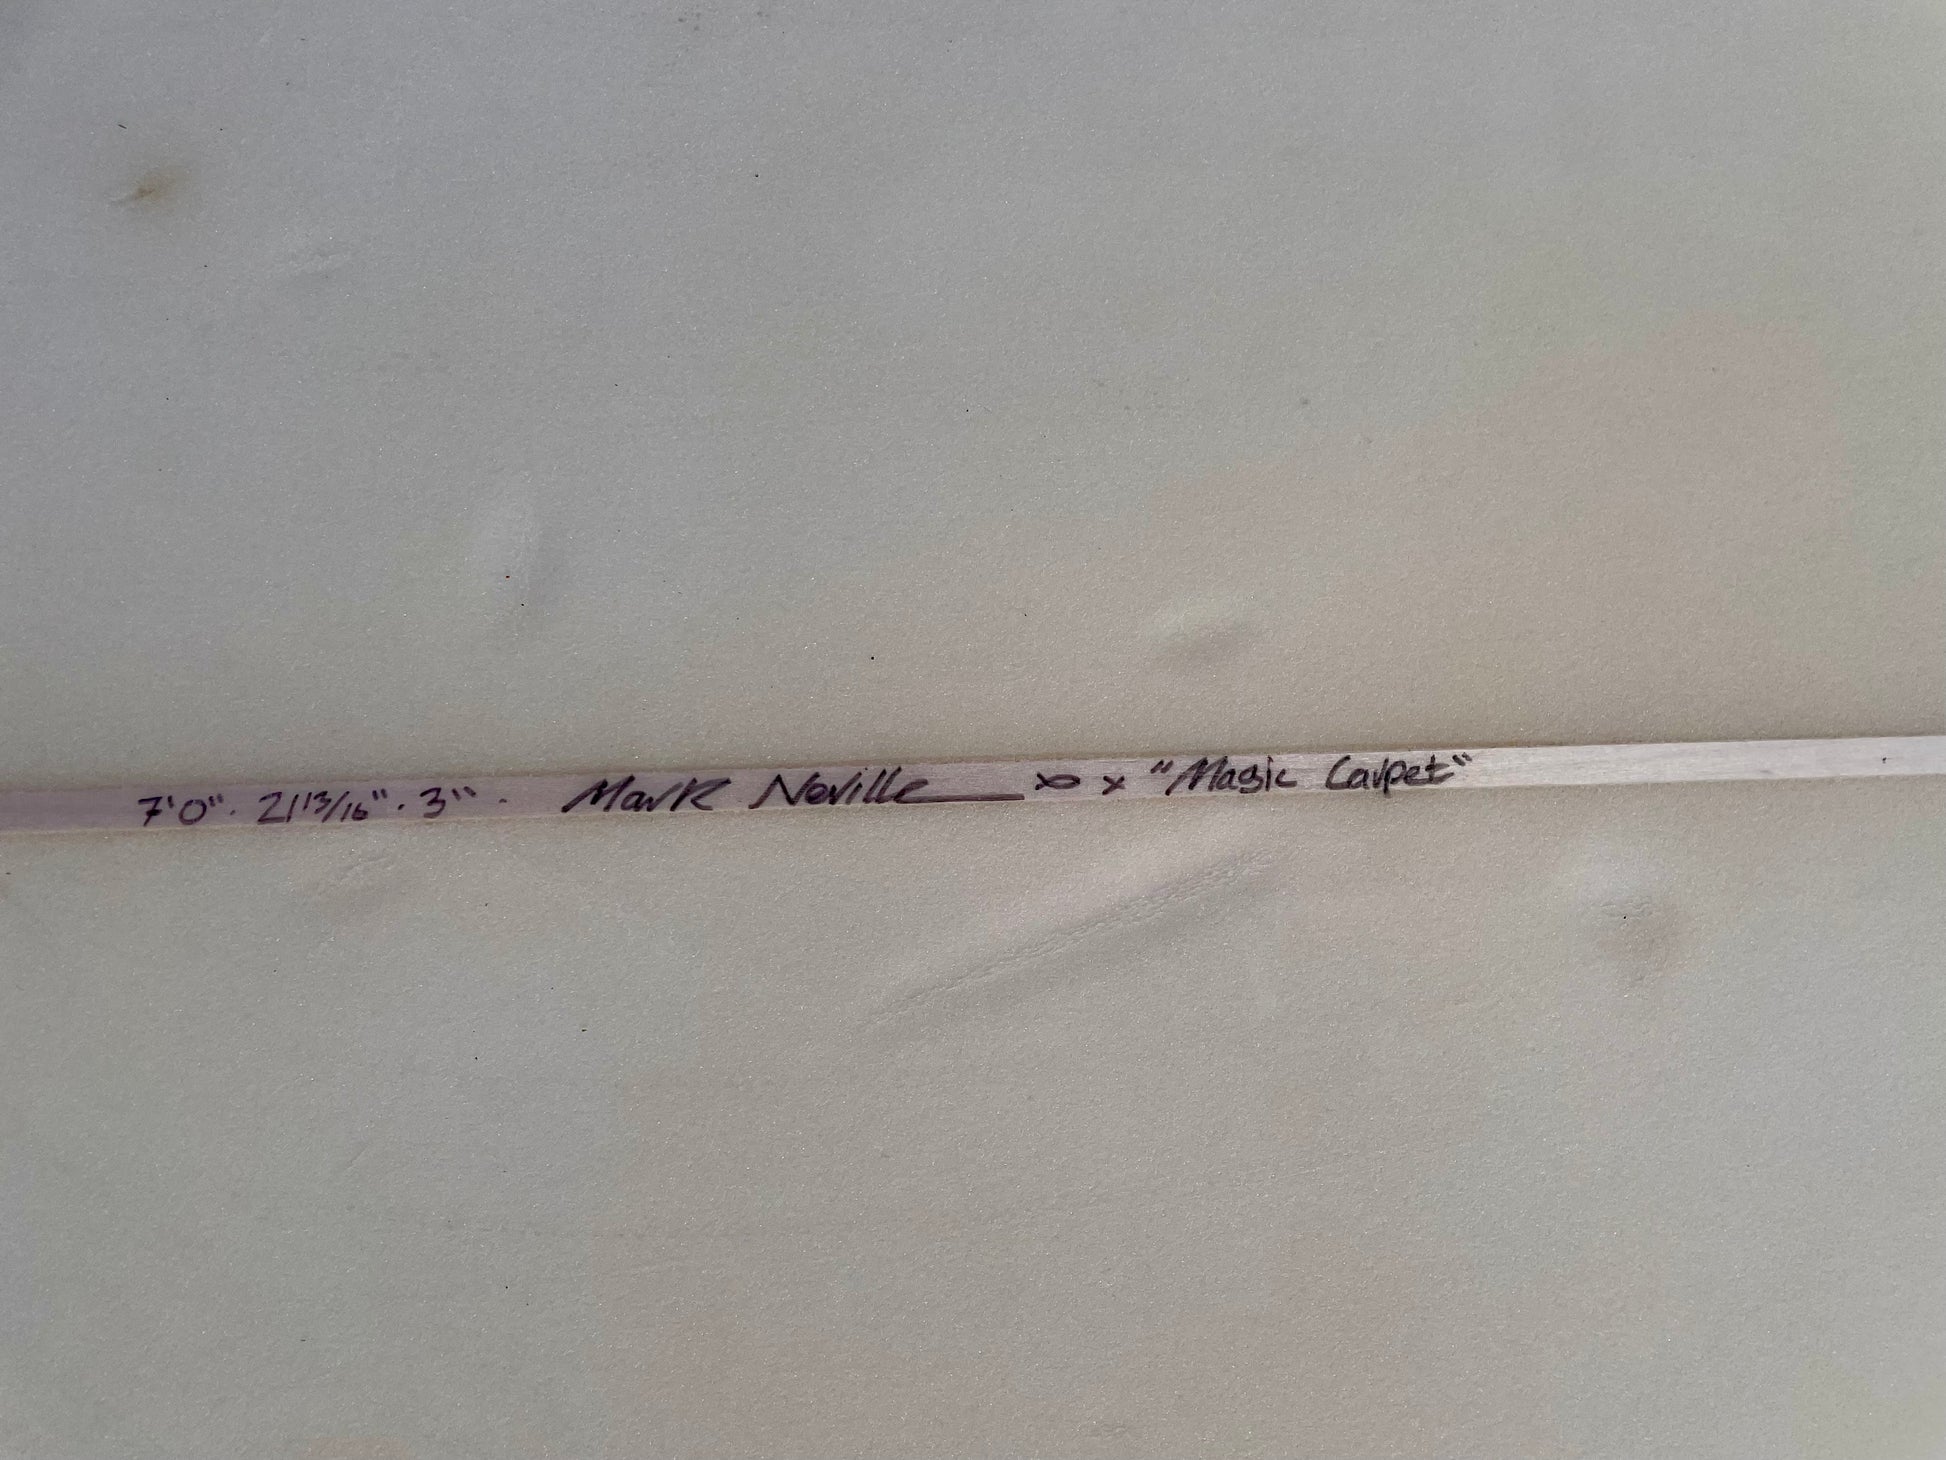 7'0" · 21 13/16" · 3" · Mark Neville x "Magic Carpet"